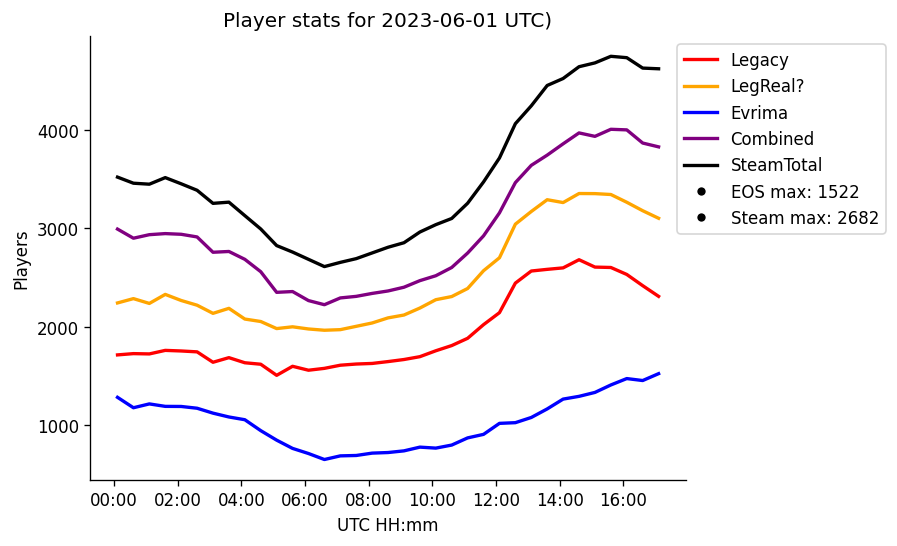 Player stats for 2023-06-01 UTC)
Legacy
LegReal?
Evrima
Combined
SteamTotal
EOS max: 1522
Steam max: 2682
Players
4000
3000
2000
1000
00:00 02:00 04:00 06:00 08:00 10:00 12:00 14:00 16:00
UTC HH:mm